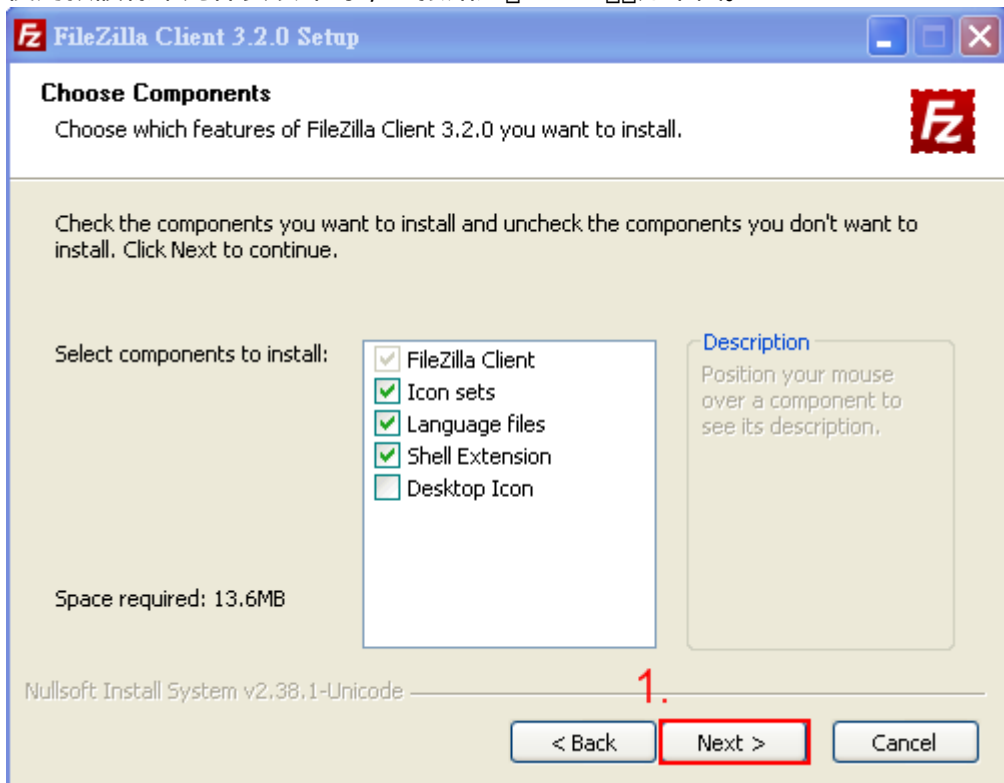 FileZilla Client 3.2.0 Setup
Choose Components
Choose which features of FileZilla Client 3.2.0 you want to install.
Fz
Check the components you want to install and uncheck the components you don't want to
install. Click Next to continue.
Select components to install:
FileZilla Client
Icon sets
Language files
Shell Extension
Desktop Icon
Description
Position your mouse
over a component to
see its description.
Space required: 13.6MB
Nullsoft Install System v2.38.1-Unicode
1.
< Back
Next >
Cancel